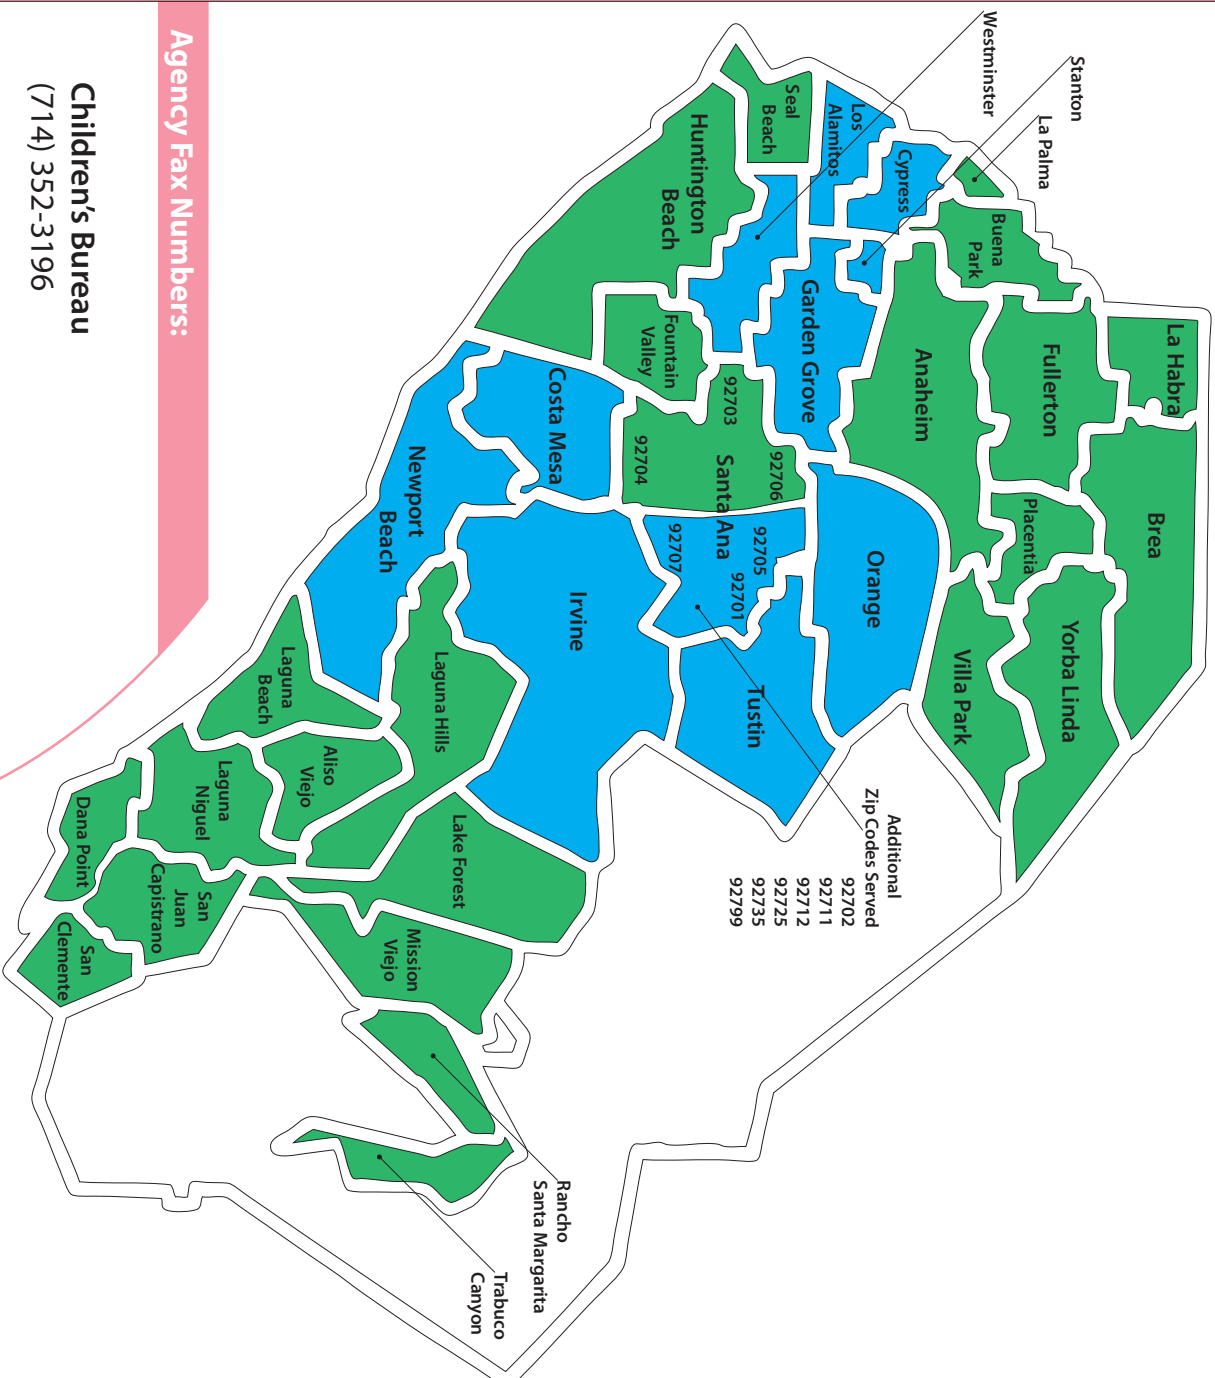 Westminster
Stanton
La Palma
Seal
Beach
Los
Alamitos
Cypress
Buena
Park
La Habra
Huntington
Beach
Garden Grove
Anaheim
Fullerton
Brea
Fountain
Valley
92703
92706
92704
Santa Ana
92705
92701
92707
Costa Mesa
Newport
Beach
Irvine
Orange
Placentia
Yorba Linda
Villa Park
Tustin
Laguna
Beach
Laguna Hills
Aliso
Viejo
Laguna
Niguel
Dana Point
Lake Forest
San
Juan
Capistrano
San
Clemente
Mission
Viejo
Additional
Zip Codes Served
92702
92711
92712
92725
92735
92799
Rancho
Santa Margarita
Trabuco
Canyon
Agency Fax Numbers:
Children's Bureau
(714) 352-3196